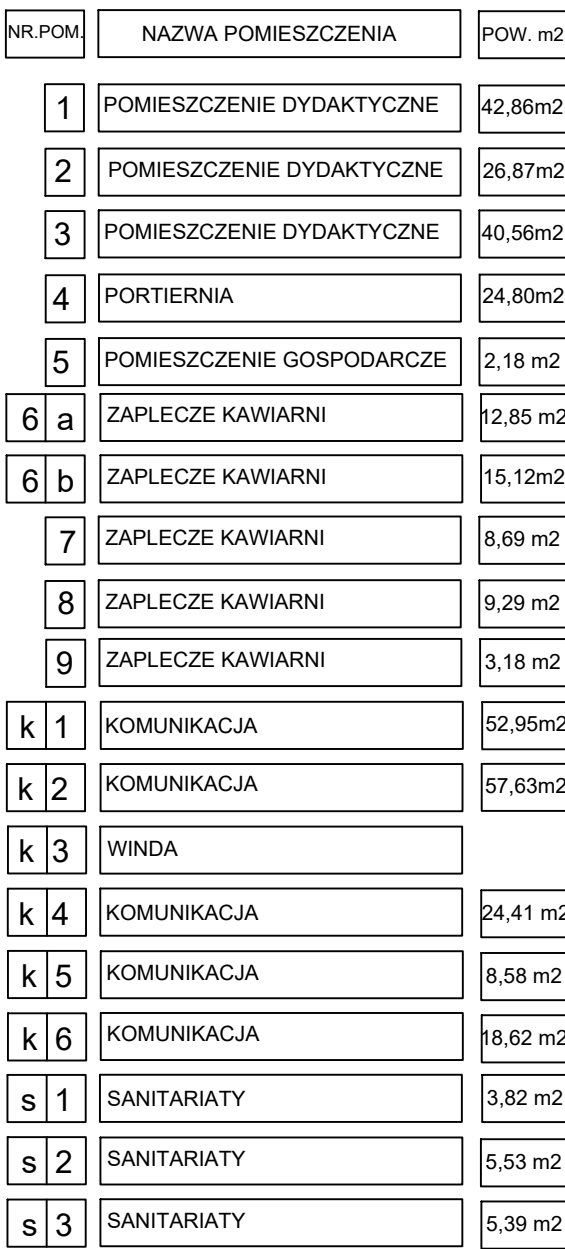 NR.POM. NAZWA POMIESZCZENIA POW. m2
1 POMIESZCZENIE DYDAKTYCZNE 42,86m2
2 POMIESZCZENIE DYDAKTYCZNE 26,87m2
3 POMIESZCZENIE DYDAKTYCZNE 40,56m2
4 PORTIERNIA 24,80m2
5 POMIESZCZENIE GOSPODARCZE 2,18 m2
6 a ZAPLECZE KAWIARNI 12,85 m2
6 b ZAPLECZE KAWIARNI 15,12m2
7 ZAPLECZE KAWIARNI 8,69 m2
8 ZAPLECZE KAWIARNI 9,29 m2
9 ZAPLECZE KAWIARNI 3,18 m2
k 1 KOMUNIKACJA 52,95m2
k 2 KOMUNIKACJA 57,63m2
k 3 WINDA
k 4 KOMUNIKACJA 24,41 m2
k 5 KOMUNIKACJA 8,58 m2
k 6 KOMUNIKACJA 18,62 m2
s 1 SANITARIATY 3,82 m2
s 2 SANITARIATY 5,53 m2
s 3 SANITARIATY 5,39 m2